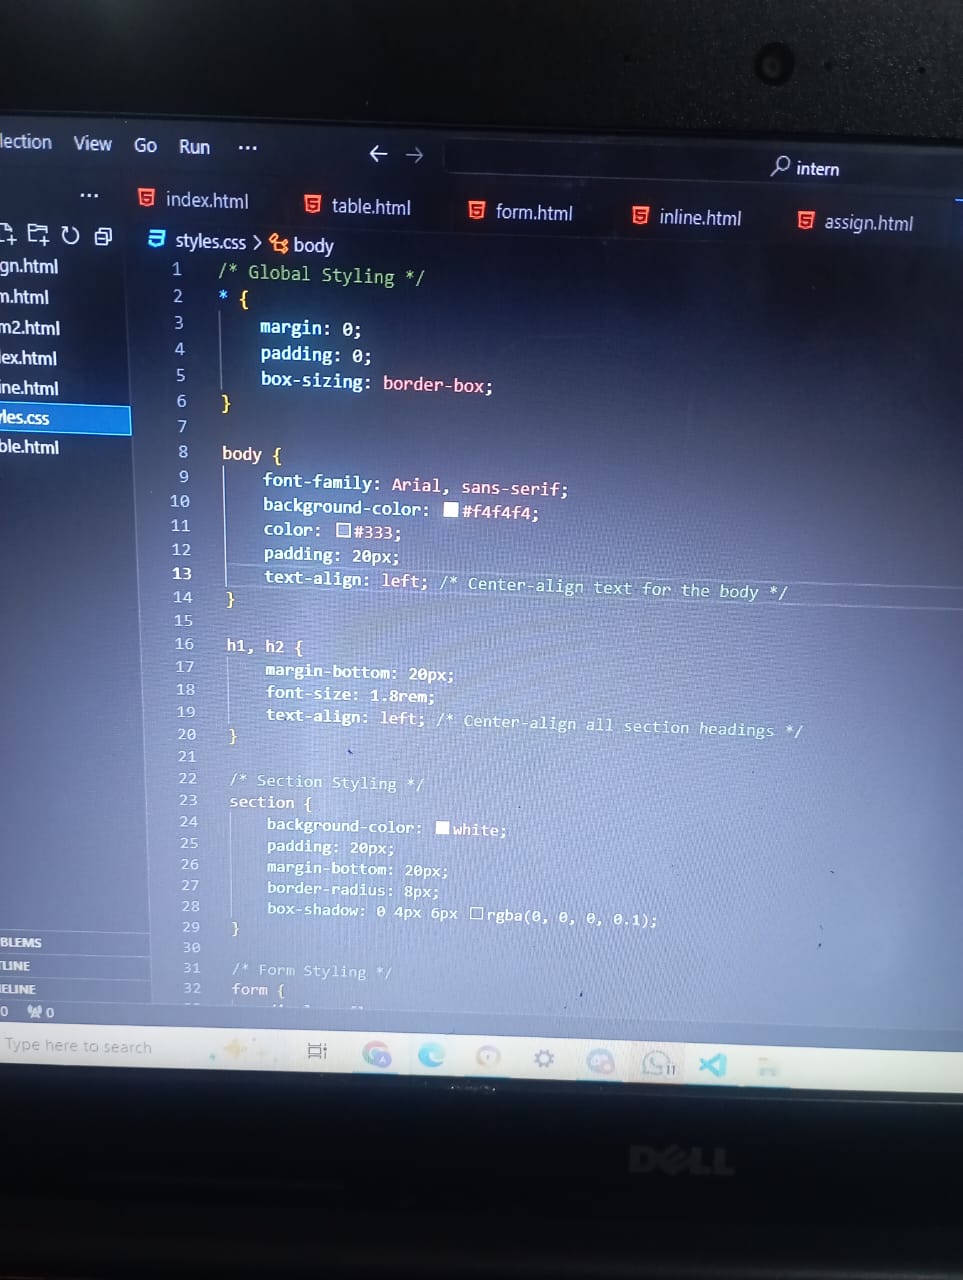 lection View Go Run ...
intern
...
index.html table.html form.html inline.html assign.html
styles.css > body
gn.html
m.html
m2.html
ex.html
ine.html
les.css
ble.html
1 /* Global Styling */
2 * {
3 margin: 0;
4 padding: 0;
5 box-sizing: border-box;
6 }
7
8 body {
9 font-family: Arial, sans-serif;
10 background-color: #f4f4f4;
11 color: #333;
12 padding: 20px;
13 text-align: left; /* Center-align text for the body */
14 }
15
16 h1, h2 {
17 margin-bottom: 20px;
18 font-size: 1.8rem;
19 text-align: left; /* Center-align all section headings */
20 }
21
22 /* Section Styling */
23 section {
24 background-color: white;
25 padding: 20px;
26 margin-bottom: 20px;
27 border-radius: 8px;
28 box-shadow: 0 4px 6px rgba(0, 0, 0, 0.1);
29 }
30
31 /* Form Styling */
32 form {
BLEMS
TLINE
ELINE
0 0
Type here to search
11
DELL